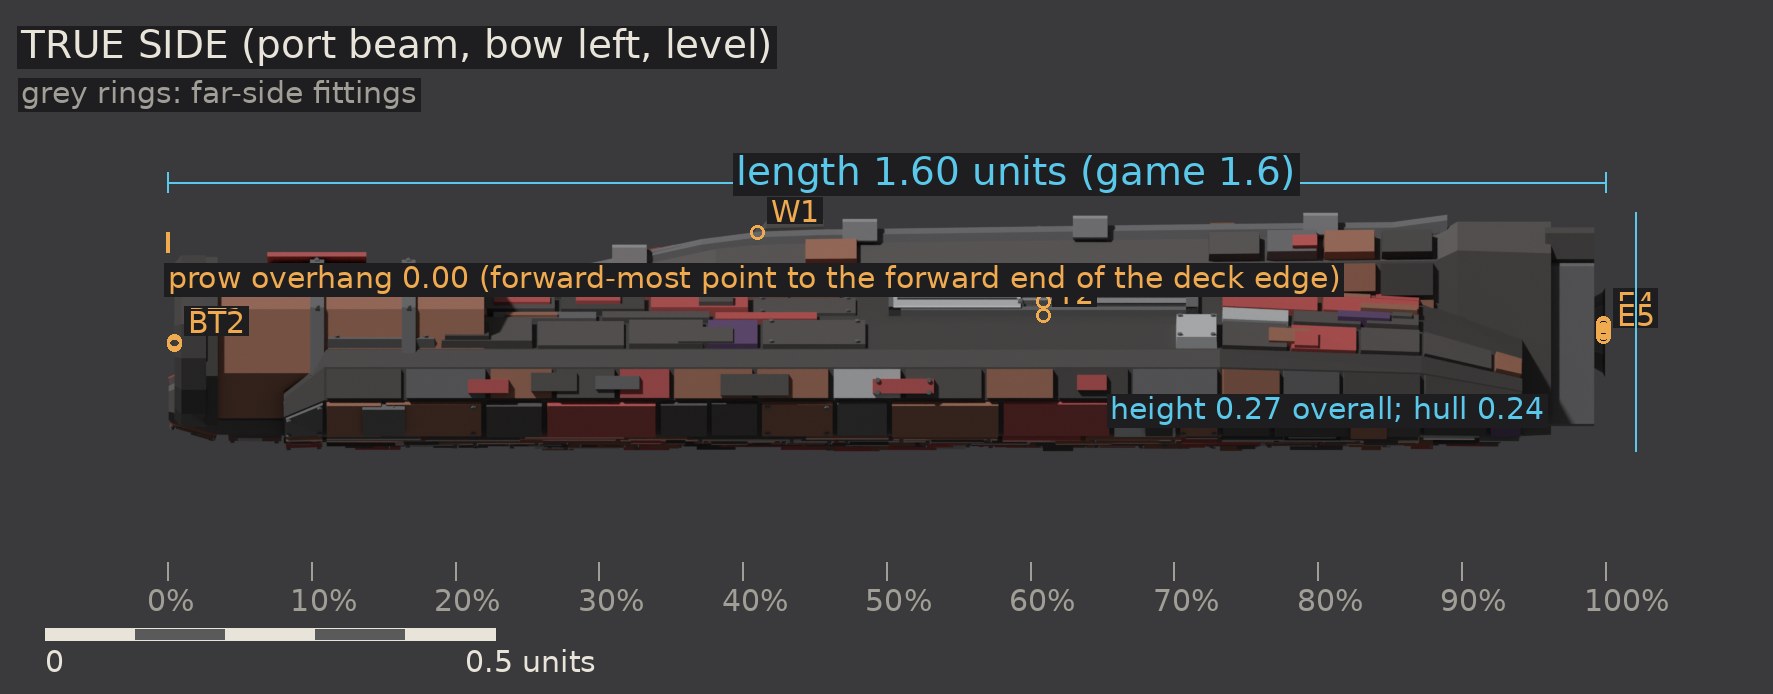 TRUE SIDE (port beam, bow left, level)
grey rings: far-side fittings
length 1.60 units (game 1.6)
W1
prow overhang 0.00 (forward-most point to the forward end of the deck edge)
BT2
E5
height 0.27 overall; hull 0.24
0% 10% 20% 30% 40% 50% 60% 70% 80% 90% 100%
0 0.5 units